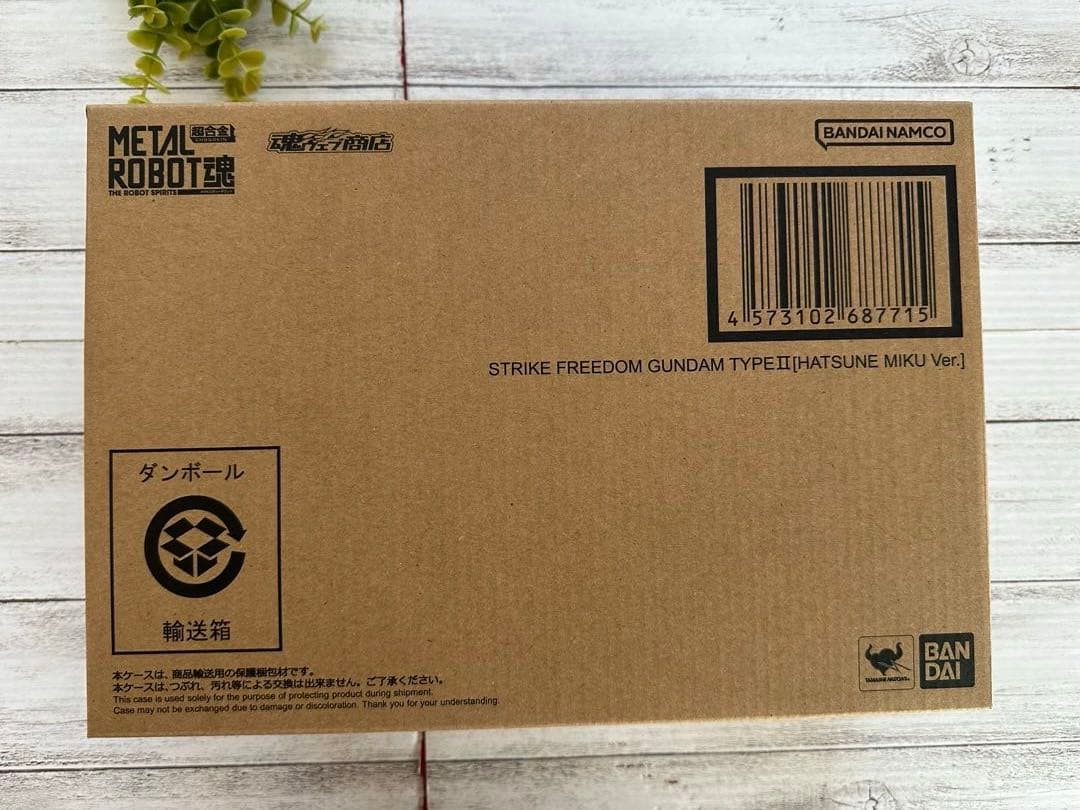 METAL 超合金
ROBOT魂
THE ROBOT SPIRITS
魂ウェブ商店
BANDAI NAMCO
4 573102 687715
STRIKE FREEDOM GUNDAM TYPEⅡ[HATSUNE MIKU Ver.]
ダンボール
輸送箱
本ケースは、商品輸送用の保護梱包材です。
本ケースは、つぶれ、汚れ等による交換は出来ません。ご了承ください。
This case is used solely for the purpose of protecting product during shipment.
Case may not be exchanged due to damage or discoloration. Thank you for your understanding.
TAMASHII NATIONS
BAN
DAI